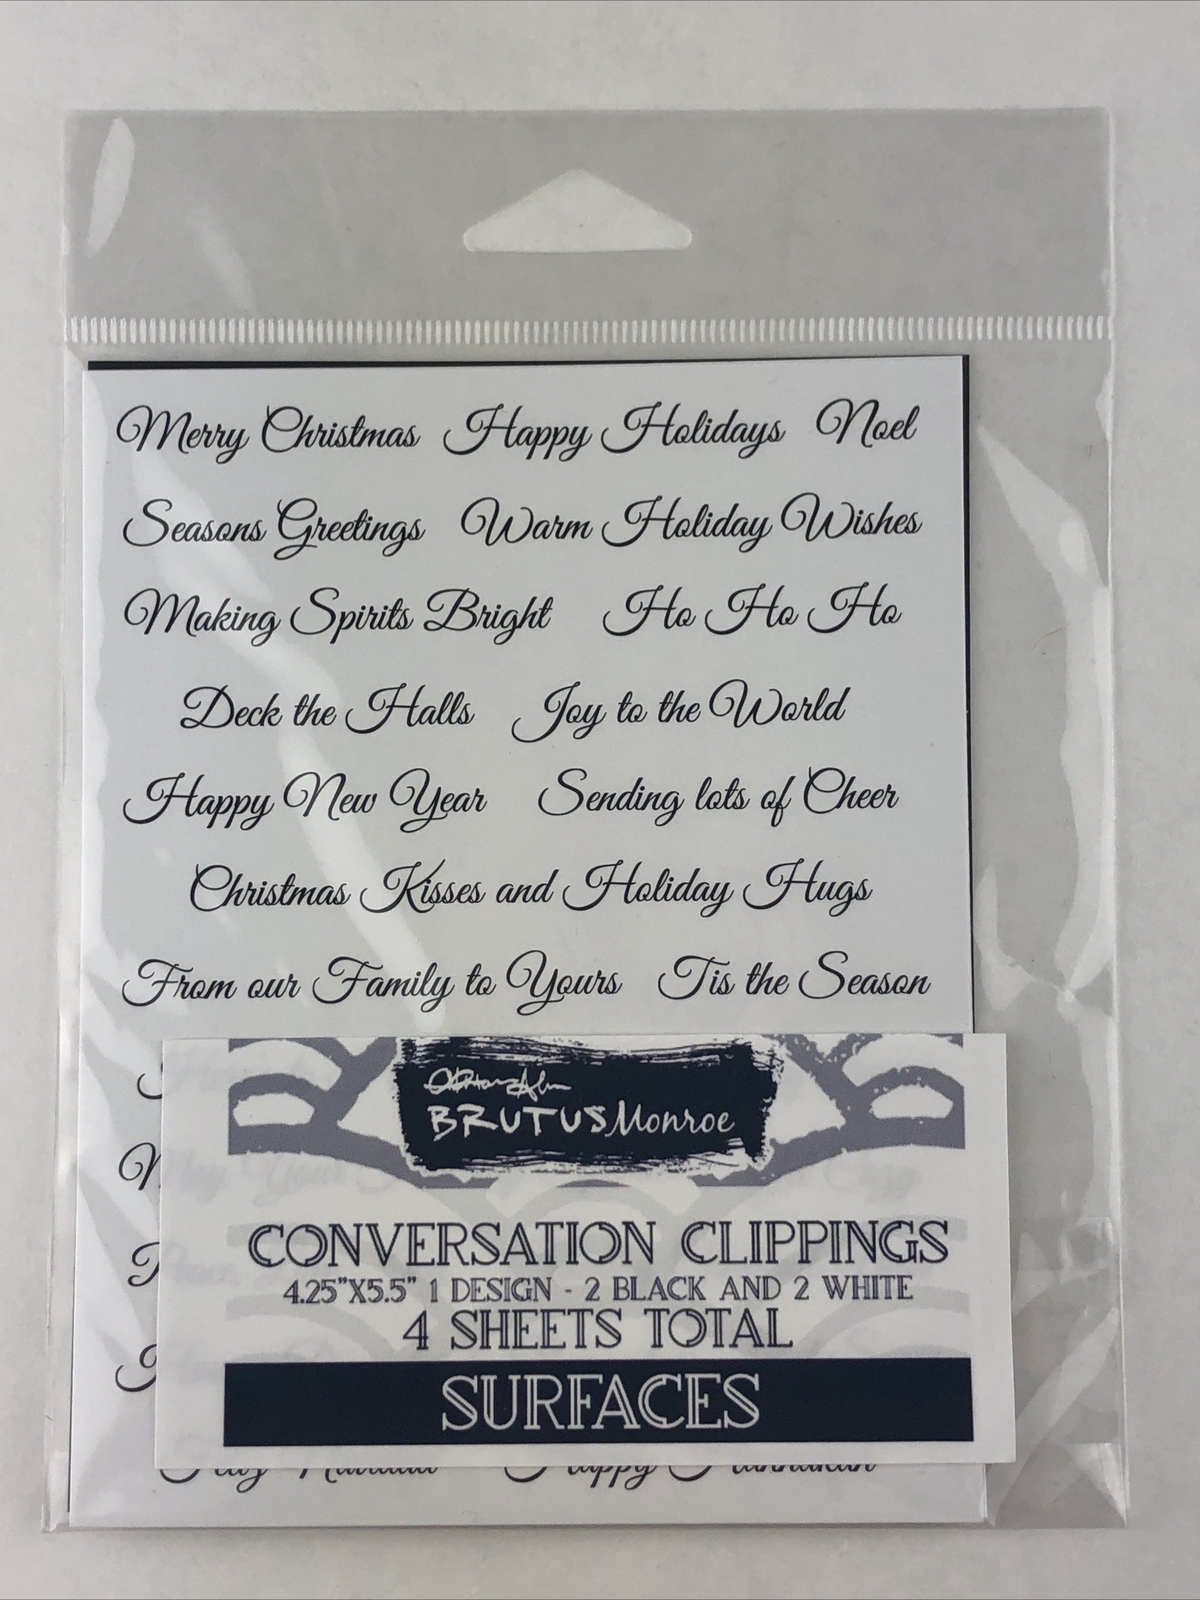 Merry Christmas Happy Holidays Noel
Seasons Greetings Warm Holiday Wishes
Making Spirits Bright Ho Ho Ho
Deck the Halls Joy to the World
Happy New Year Sending lots of Cheer
Christmas Kisses and Holiday Hugs
From our Family to Yours Tis the Season
BRUTUS Monroe
CONVERSATION CLIPPINGS
4.25"X5.5" 1 DESIGN - 2 BLACK AND 2 WHITE
4 SHEETS TOTAL
SURFACES
Happy Hannukah